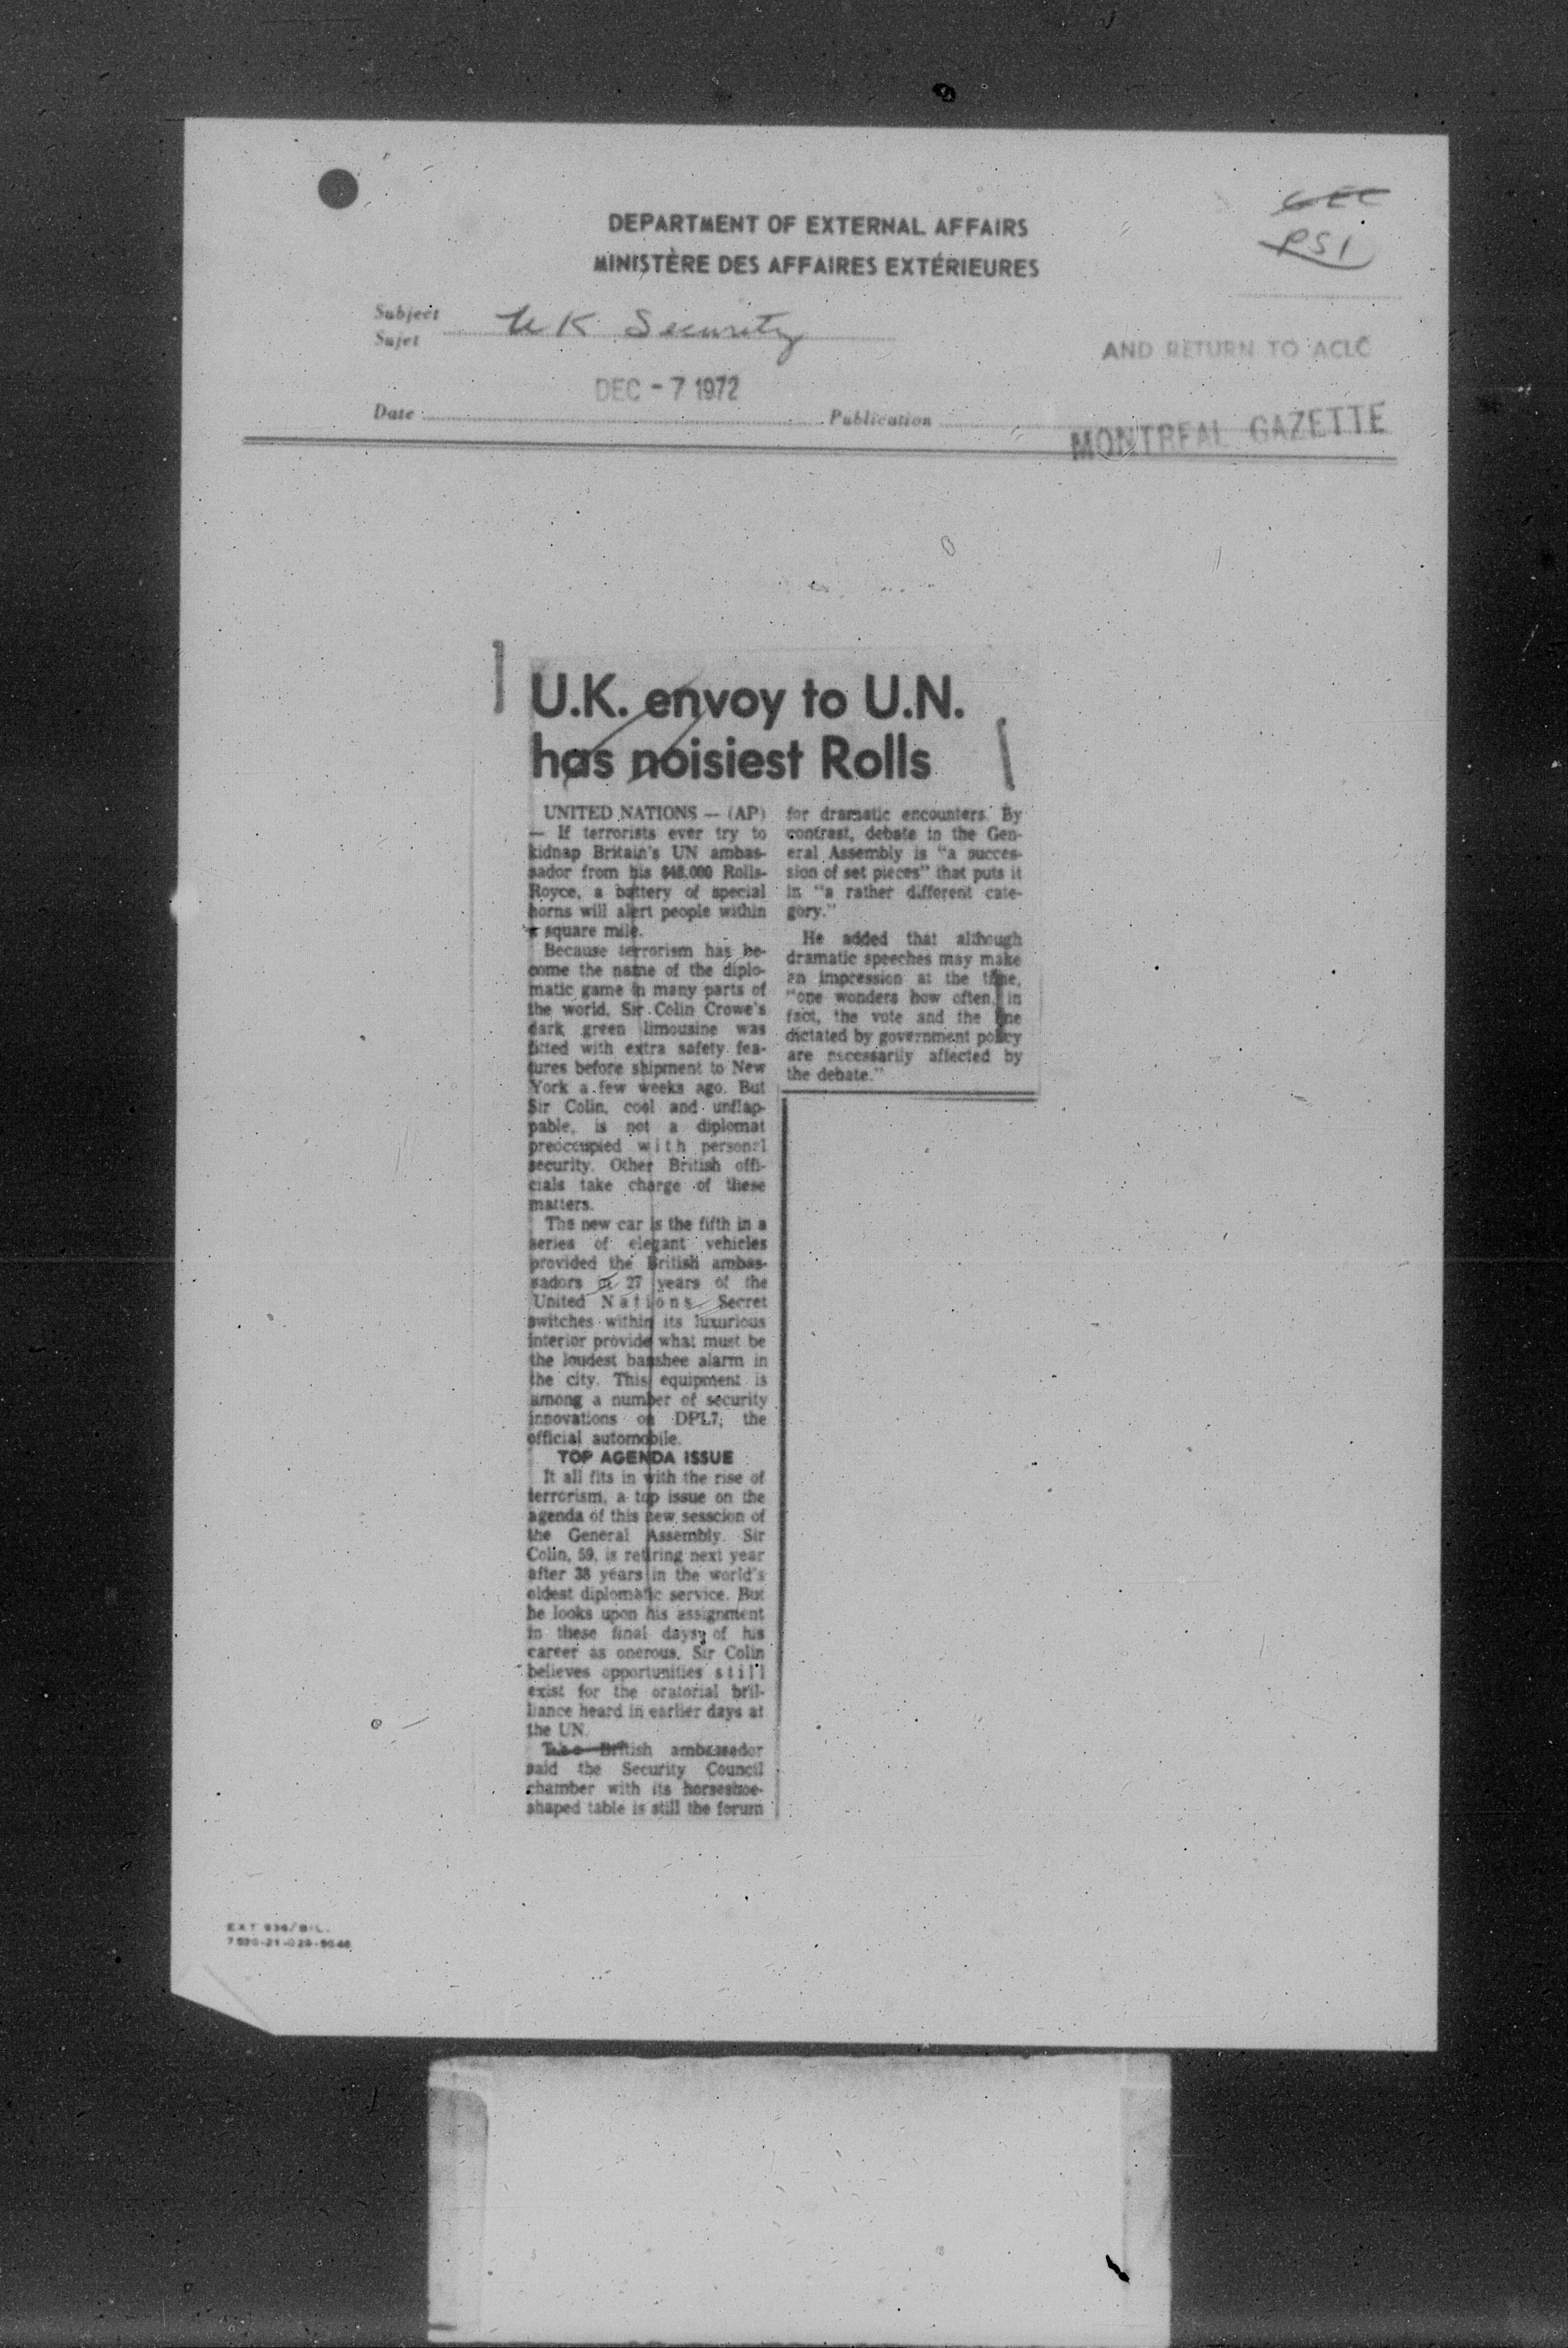 GEC
PSI
DEPARTMENT OF EXTERNAL AFFAIRS
MINISTÈRE DES AFFAIRES EXTÉRIEURES
Subject
Sujet
UK Security
AND RETURN TO ACLC
DEC - 7 1972
Date
Publication
MONTREAL GAZETTE
U.K. envoy to U.N.
has noisiest Rolls
UNITED NATIONS — (AP)
— If terrorists ever try to
kidnap Britain's UN ambas-
sador from his $48,000 Rolls-
Royce, a battery of special
horns will alert people within
a square mile.
Because terrorism has be-
come the name of the diplo-
matic game in many parts of
the world, Sir Colin Crowe's
dark green limousine was
fitted with extra safety fea-
tures before shipment to New
York a few weeks ago. But
Sir Colin, cool and unflap-
pable, is not a diplomat
preoccupied with personal
security. Other British offi-
cials take charge of these
matters.
The new car is the fifth in a
series of elegant vehicles
provided the British ambas-
sadors in 27 years of the
United Nations. Secret
switches within its luxurious
interior provide what must be
the loudest banshee alarm in
the city. This equipment is
among a number of security
innovations on DPL7, the
official automobile.
TOP AGENDA ISSUE
It all fits in with the rise of
terrorism, a top issue on the
agenda of this new sesscion of
the General Assembly. Sir
Colin, 59, is retiring next year
after 38 years in the world's
oldest diplomatic service. But
he looks upon his assignment
in these final days of his
career as onerous. Sir Colin
believes opportunities still
exist for the oratorial bril-
liance heard in earlier days at
the UN.
British ambassador
said the Security Council
chamber with its horseshoe-
shaped table is still the forum
for dramatic encounters. By
contrast, debate in the Gen-
eral Assembly is "a succes-
sion of set pieces" that puts it
in "a rather different cate-
gory."
He added that although
dramatic speeches may make
an impression at the time,
"one wonders how often, in
fact, the vote and the line
dictated by government policy
are necessarily affected by
the debate."
EXT